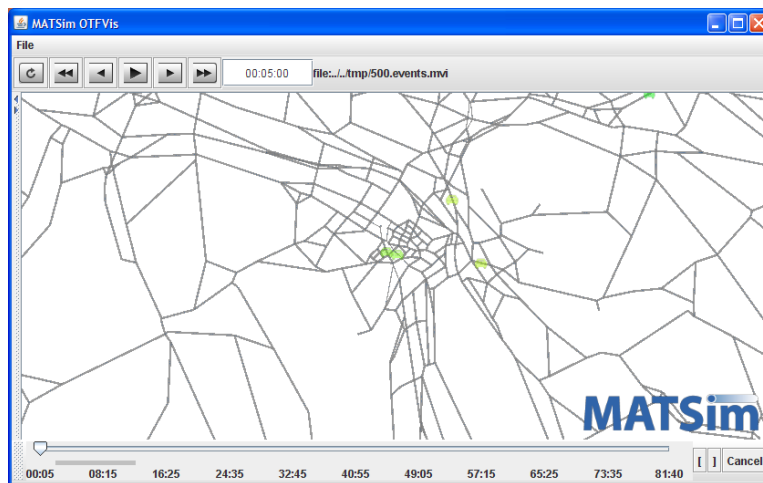 MATSim OTFVis
File
00:05:00 file:../../tmp/500.events.mvi
MATSim
[ ] Cancel
00:05 08:15 16:25 24:35 32:45 40:55 49:05 57:15 65:25 73:35 81:40